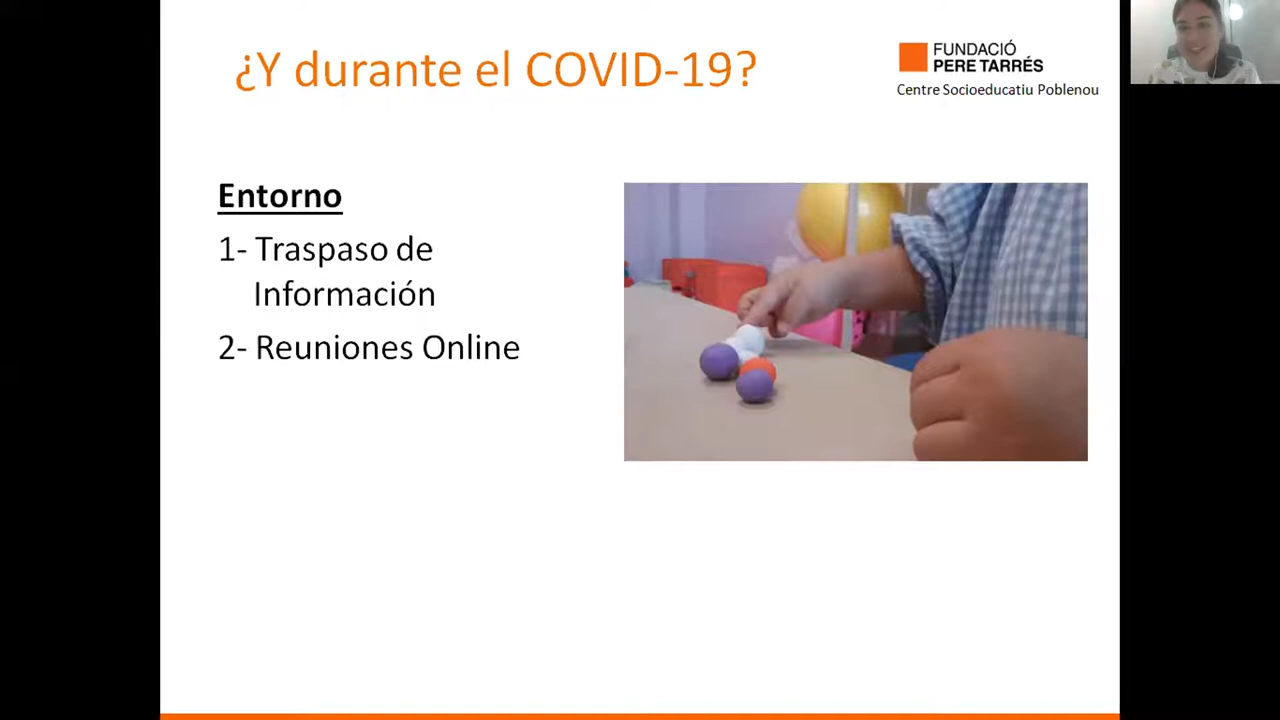 ¿Y durante el COVID-19?
FUNDACIÓ
PERE TARRÉS
Centre Socioeducatiu Poblenou
Entorno
1- Traspaso de
Información
2- Reuniones Online